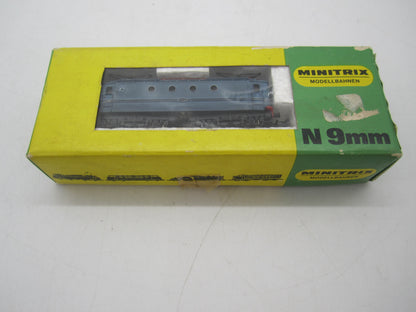 MINITRIX
MODELLBAHNEN
N 9mm
MINITRIX
MODELLBAHNEN